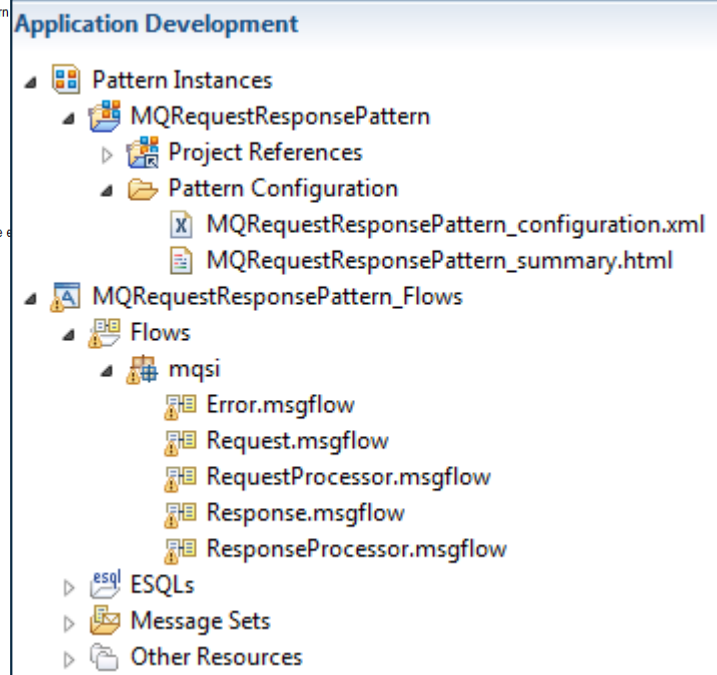 Application Development
Pattern Instances
MQRequestResponsePattern
Project References
Pattern Configuration
MQRequestResponsePattern_configuration.xml
MQRequestResponsePattern_summary.html
MQRequestResponsePattern_Flows
Flows
mqsi
Error.msgflow
Request.msgflow
RequestProcessor.msgflow
Response.msgflow
ResponseProcessor.msgflow
esql ESQLs
Message Sets
Other Resources